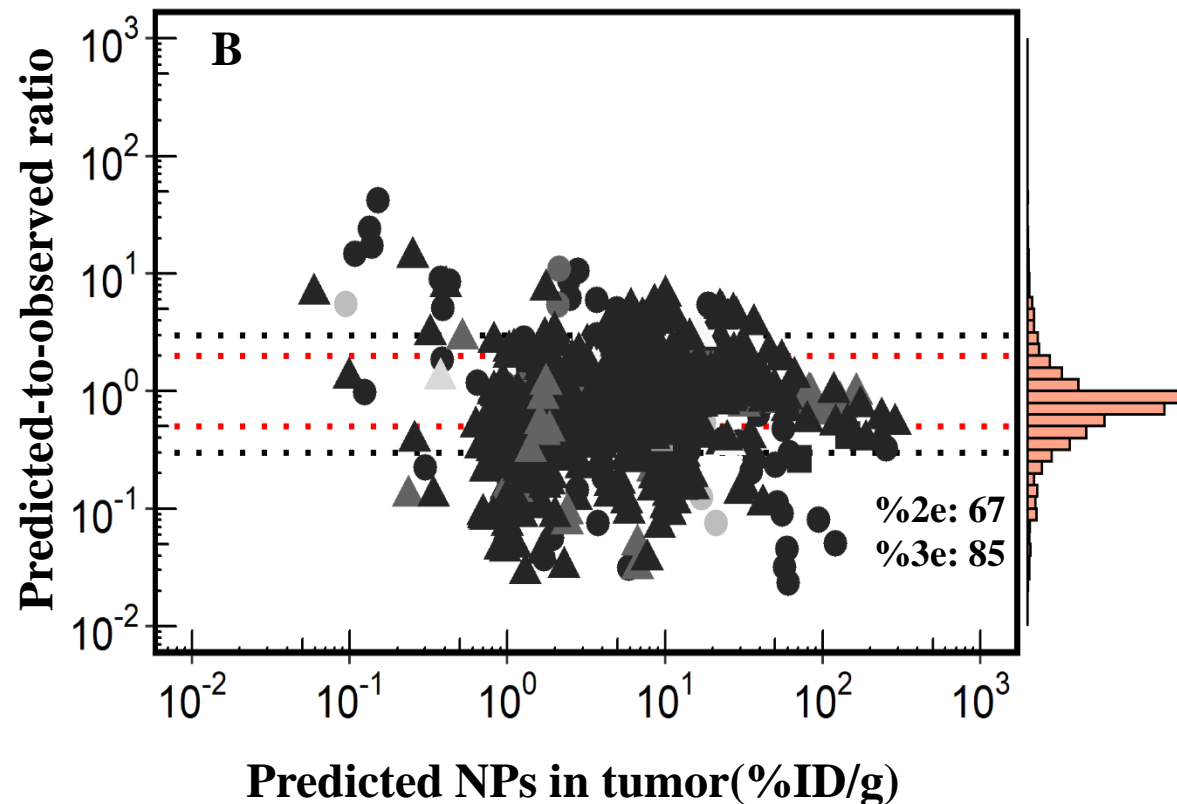 B
Predicted-to-observed ratio
10³
10²
10¹
10⁰
10⁻¹
10⁻²
%2e: 67
%3e: 85
10⁻² 10⁻¹ 10⁰ 10¹ 10² 10³
Predicted NPs in tumor(%ID/g)